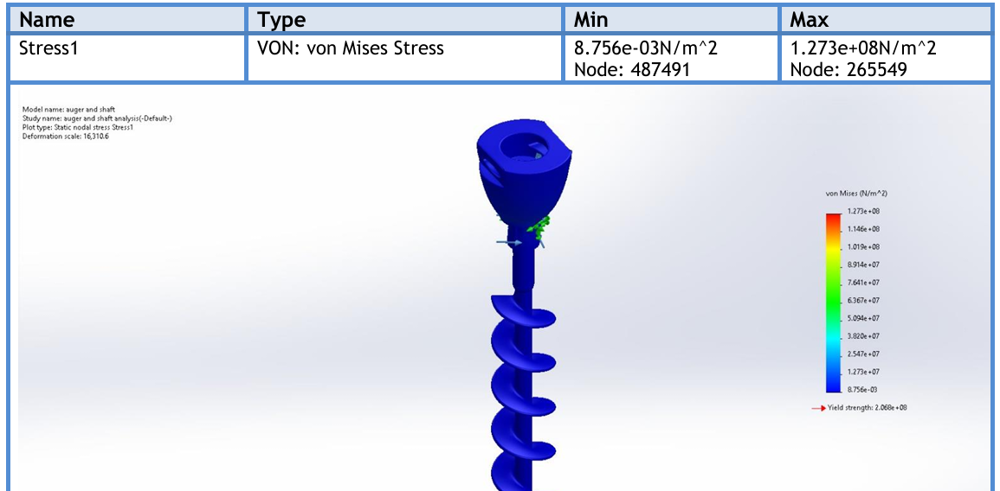 Name Type Min Max
Stress1 VON: von Mises Stress 8.756e-03N/m^2 1.273e+08N/m^2
Node: 487491 Node: 265549
Model name: auger and shaft
Study name: auger and shaft analysis(-Default-)
Plot type: Static nodal stress Stress1
Deformation scale: 16,310.6
von Mises (N/m^2)
1.273e+08
1.146e+08
1.019e+08
8.914e+07
7.641e+07
6.367e+07
5.094e+07
3.820e+07
2.547e+07
1.273e+07
8.756e-03
Yield strength: 2.068e+08